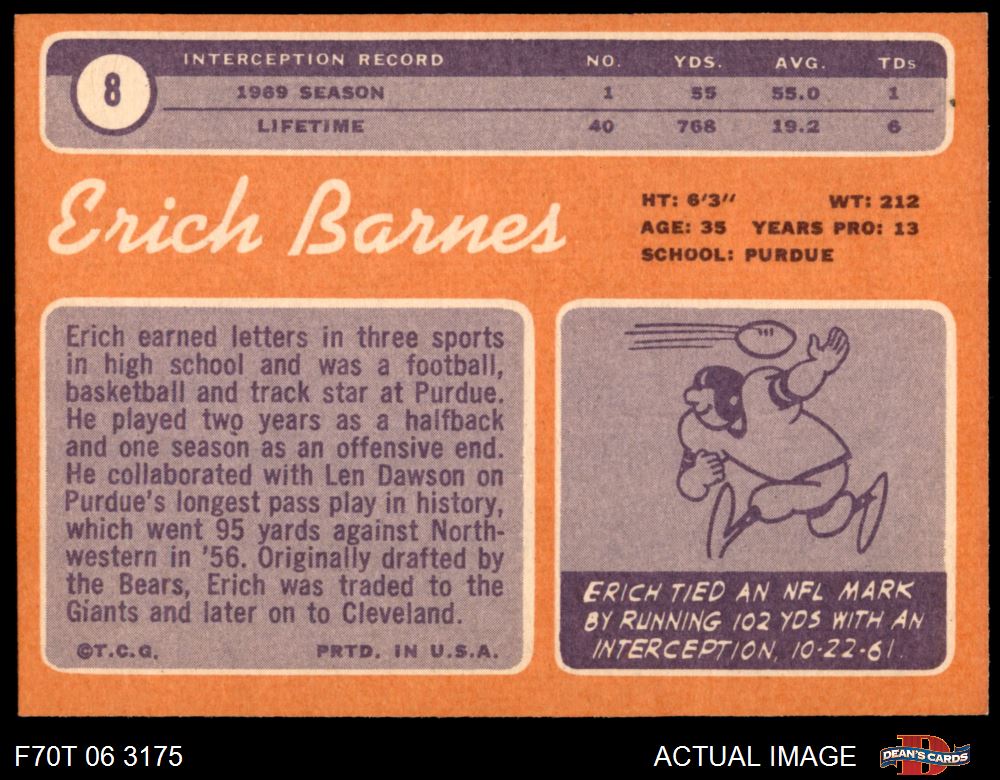 8
INTERCEPTION RECORD NO. YDS. AVG. TDs
1969 SEASON 1 55 55.0 1
LIFETIME 40 768 19.2 6
Erich Barnes
HT: 6'3" WT: 212
AGE: 35 YEARS PRO: 13
SCHOOL: PURDUE
Erich earned letters in three sports
in high school and was a football,
basketball and track star at Purdue.
He played two years as a halfback
and one season as an offensive end.
He collaborated with Len Dawson on
Purdue's longest pass play in history,
which went 95 yards against North-
western in '56. Originally drafted by
the Bears, Erich was traded to the
Giants and later on to Cleveland.
©T.C.G. PRTD. IN U.S.A.
ERICH TIED AN NFL MARK
BY RUNNING 102 YDS WITH AN
INTERCEPTION, 10-22-61.
F70T 06 3175 ACTUAL IMAGE DEAN'S CARDS